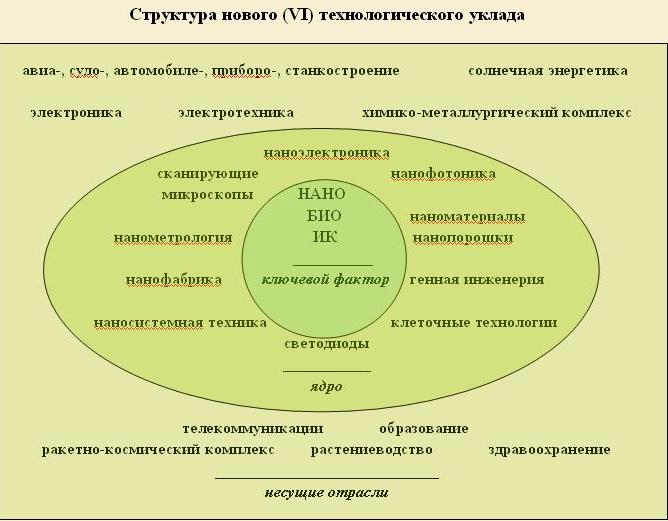 Структура нового (VI) технологического уклада
авиа-, судо-, автомобиле-, приборо-, станкостроение солнечная энергетика
электроника электротехника химико-металлургический комплекс
наноэлектроника
сканирующие нанофотоника
микроскопы НАНО
БИО наноматериалы
нанометрология ИК нанопорошки
нанофабрика ключевой фактор генная инженерия
наносистемная техника клеточные технологии
светодиоды
ядро
телекоммуникации образование
ракетно-космический комплекс растениеводство здравоохранение
несущие отрасли